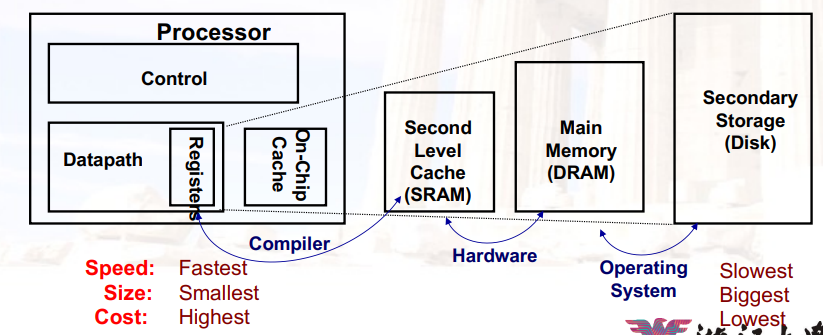 Processor
Control
Datapath
Registers
On-Chip
Cache
Second
Level
Cache
(SRAM)
Main
Memory
(DRAM)
Secondary
Storage
(Disk)
Compiler
Hardware
Operating
System
Speed: Fastest Slowest
Size: Smallest Biggest
Cost: Highest Lowest